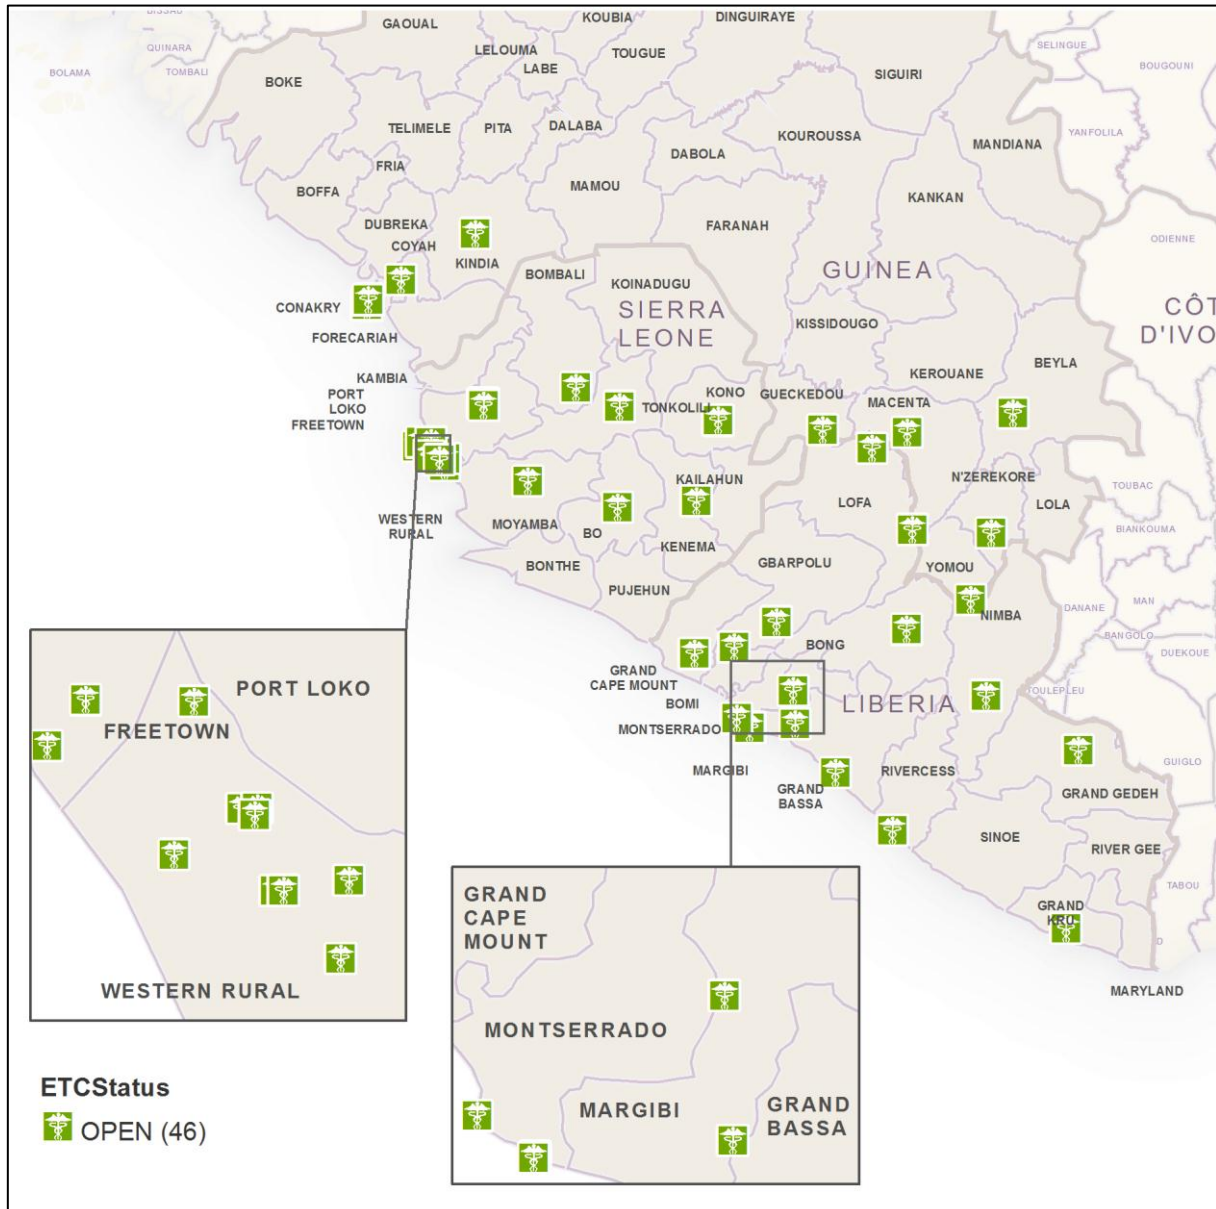 BISSAU
GAOUAL
KOUBIA
DINGUIRAYE
QUINARA
LELOUMA
TOUGUE
SELINGUE
BOLAMA
TOMBALI
LABE
SIGUIRI
BOUGOUNI
BOKE
TELIMELE
PITA
DALABA
KOUROUSSA
YANFOLILA
MANDIANA
DABOLA
FRIA
BOFFA
MAMOU
KANKAN
DUBREKA
FARANAH
COYAH
ODIENNE
KINDIA
BOMBALI
GUINEA
KOINADUGU
CONAKRY
SIERRA
LEONE
KISSIDOUGO
CÔT
D'IVO
FORECARIAH
BEYLA
KEROUANE
KAMBIA
PORT
LOKO
FREETOWN
KONO
GUECKEDOU
TONKOLILI
MACENTA
KAILAHUN
N'ZEREKORE
TOUBAC
LOFA
LOLA
WESTERN
RURAL
MOYAMBA
BO
BIANKOUMA
KENEMA
BONTHE
GBARPOLU
YOMOU
PUJEHUN
DANANE
MAN
NIMBA
BANGOLO
BONG
DUEKOUE
GRAND
CAPE MOUNT
BOMI
LIBERIA
TOULEPLEU
MONTSERRADO
MARGIBI
RIVERCESS
GUIGLO
GRAND
BASSA
GRAND GEDEH
SINOE
RIVER GEE
TABOU
GRAND
KRU
MARYLAND
PORT LOKO
FREETOWN
WESTERN RURAL
GRAND
CAPE
MOUNT
MONTSERRADO
MARGIBI
GRAND
BASSA
ETCStatus
OPEN (46)